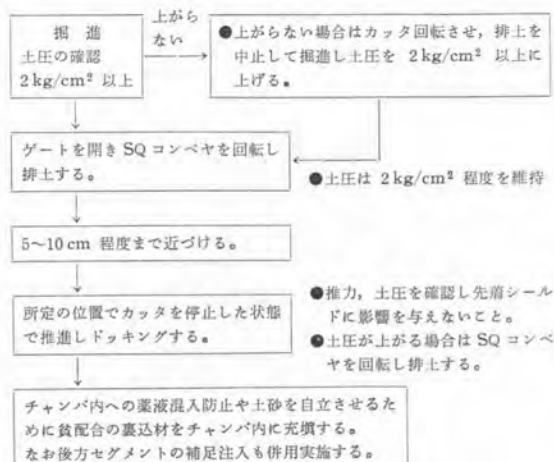 掘　進
土圧の確認
2 kg/cm² 以上
上がら
ない
●上がらない場合はカッタ回転させ，排土を
中止して掘進し土圧を 2 kg/cm² 以上に
上げる。
ゲートを開き SQ コンベヤを回転し
排土する。
●土圧は 2 kg/cm² 程度を維持
5～10 cm 程度まで近づける。
所定の位置でカッタを停止した状態
で推進しドッキングする。
●推力，土圧を確認し先着シール
ドに影響を与えないこと。
●土圧が上がる場合は SQ コンベ
ヤを回転し排土する。
チャンバ内への薬液混入防止や土砂を自立させるた
めに貧配合の裏込材をチャンバ内に充塡する。
なお後方セグメントの補足注入も併用実施する。